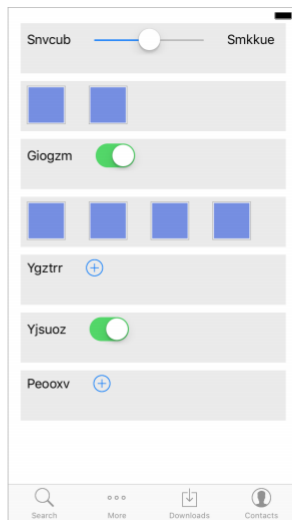 Snvcub Smkkue
Giogzm
Ygztrr
Yjsuoz
Peooxv
Search More Downloads Contacts